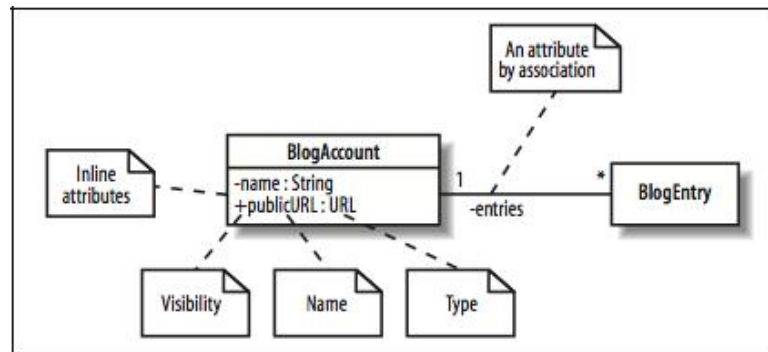 An attribute
by association
BlogAccount
Inline
attributes
-name : String
+publicURL : URL
1
*
-entries
BlogEntry
Visibility
Name
Type